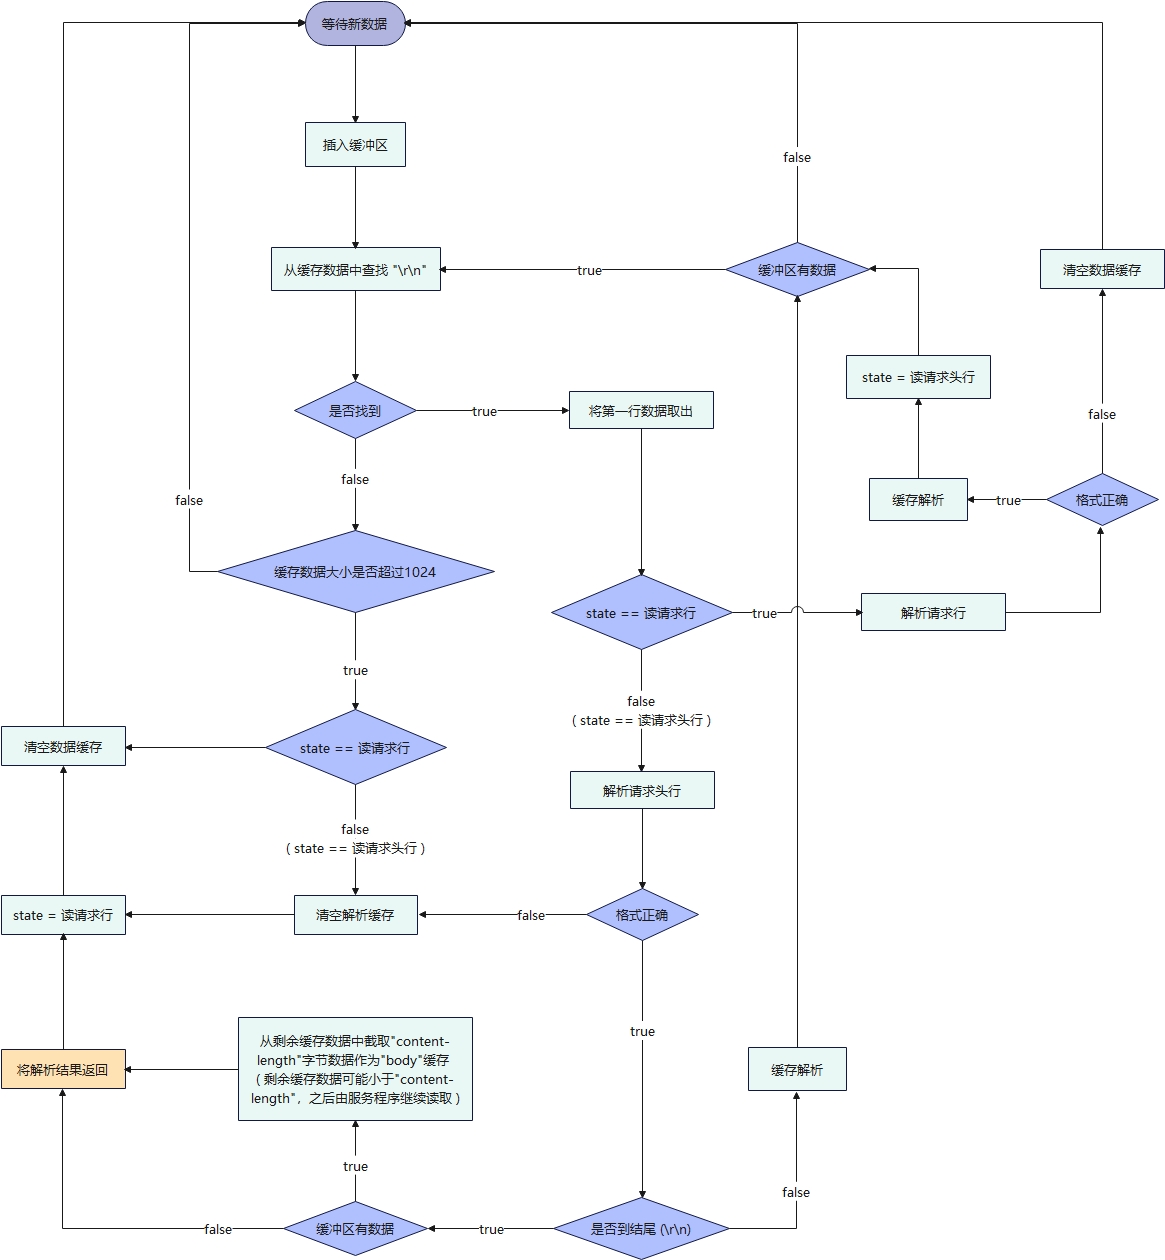 等待新数据
插入缓冲区
false
从缓存数据中查找 "\r\n"
true
缓冲区有数据
清空数据缓存
state = 读请求头行
是否找到
true
将第一行数据取出
false
false
false
缓存解析
true
格式正确
缓存数据大小是否超过1024
state == 读请求行
true
解析请求行
true
false
（state == 读请求头行）
清空数据缓存
state == 读请求行
解析请求头行
false
（state == 读请求头行）
state = 读请求行
清空解析缓存
false
格式正确
true
从剩余缓存数据中截取"content-
length"字节数据作为"body"缓存
（剩余缓存数据可能小于"content-
length"，之后由服务程序继续读取）
将解析结果返回
缓存解析
true
false
false
缓冲区有数据
true
是否到结尾 (\r\n)